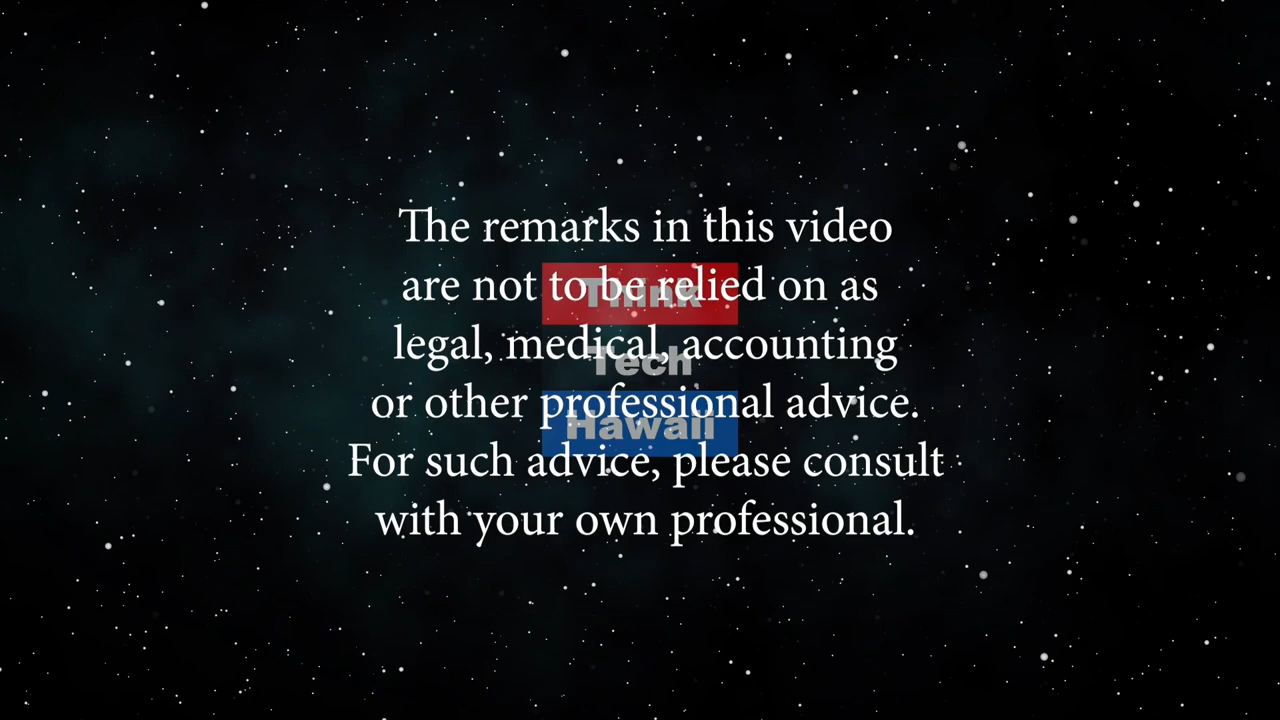 The remarks in this video
are not to be relied on as
legal, medical, accounting
or other professional advice.
For such advice, please consult
with your own professional.
Think
Tech
Hawaii